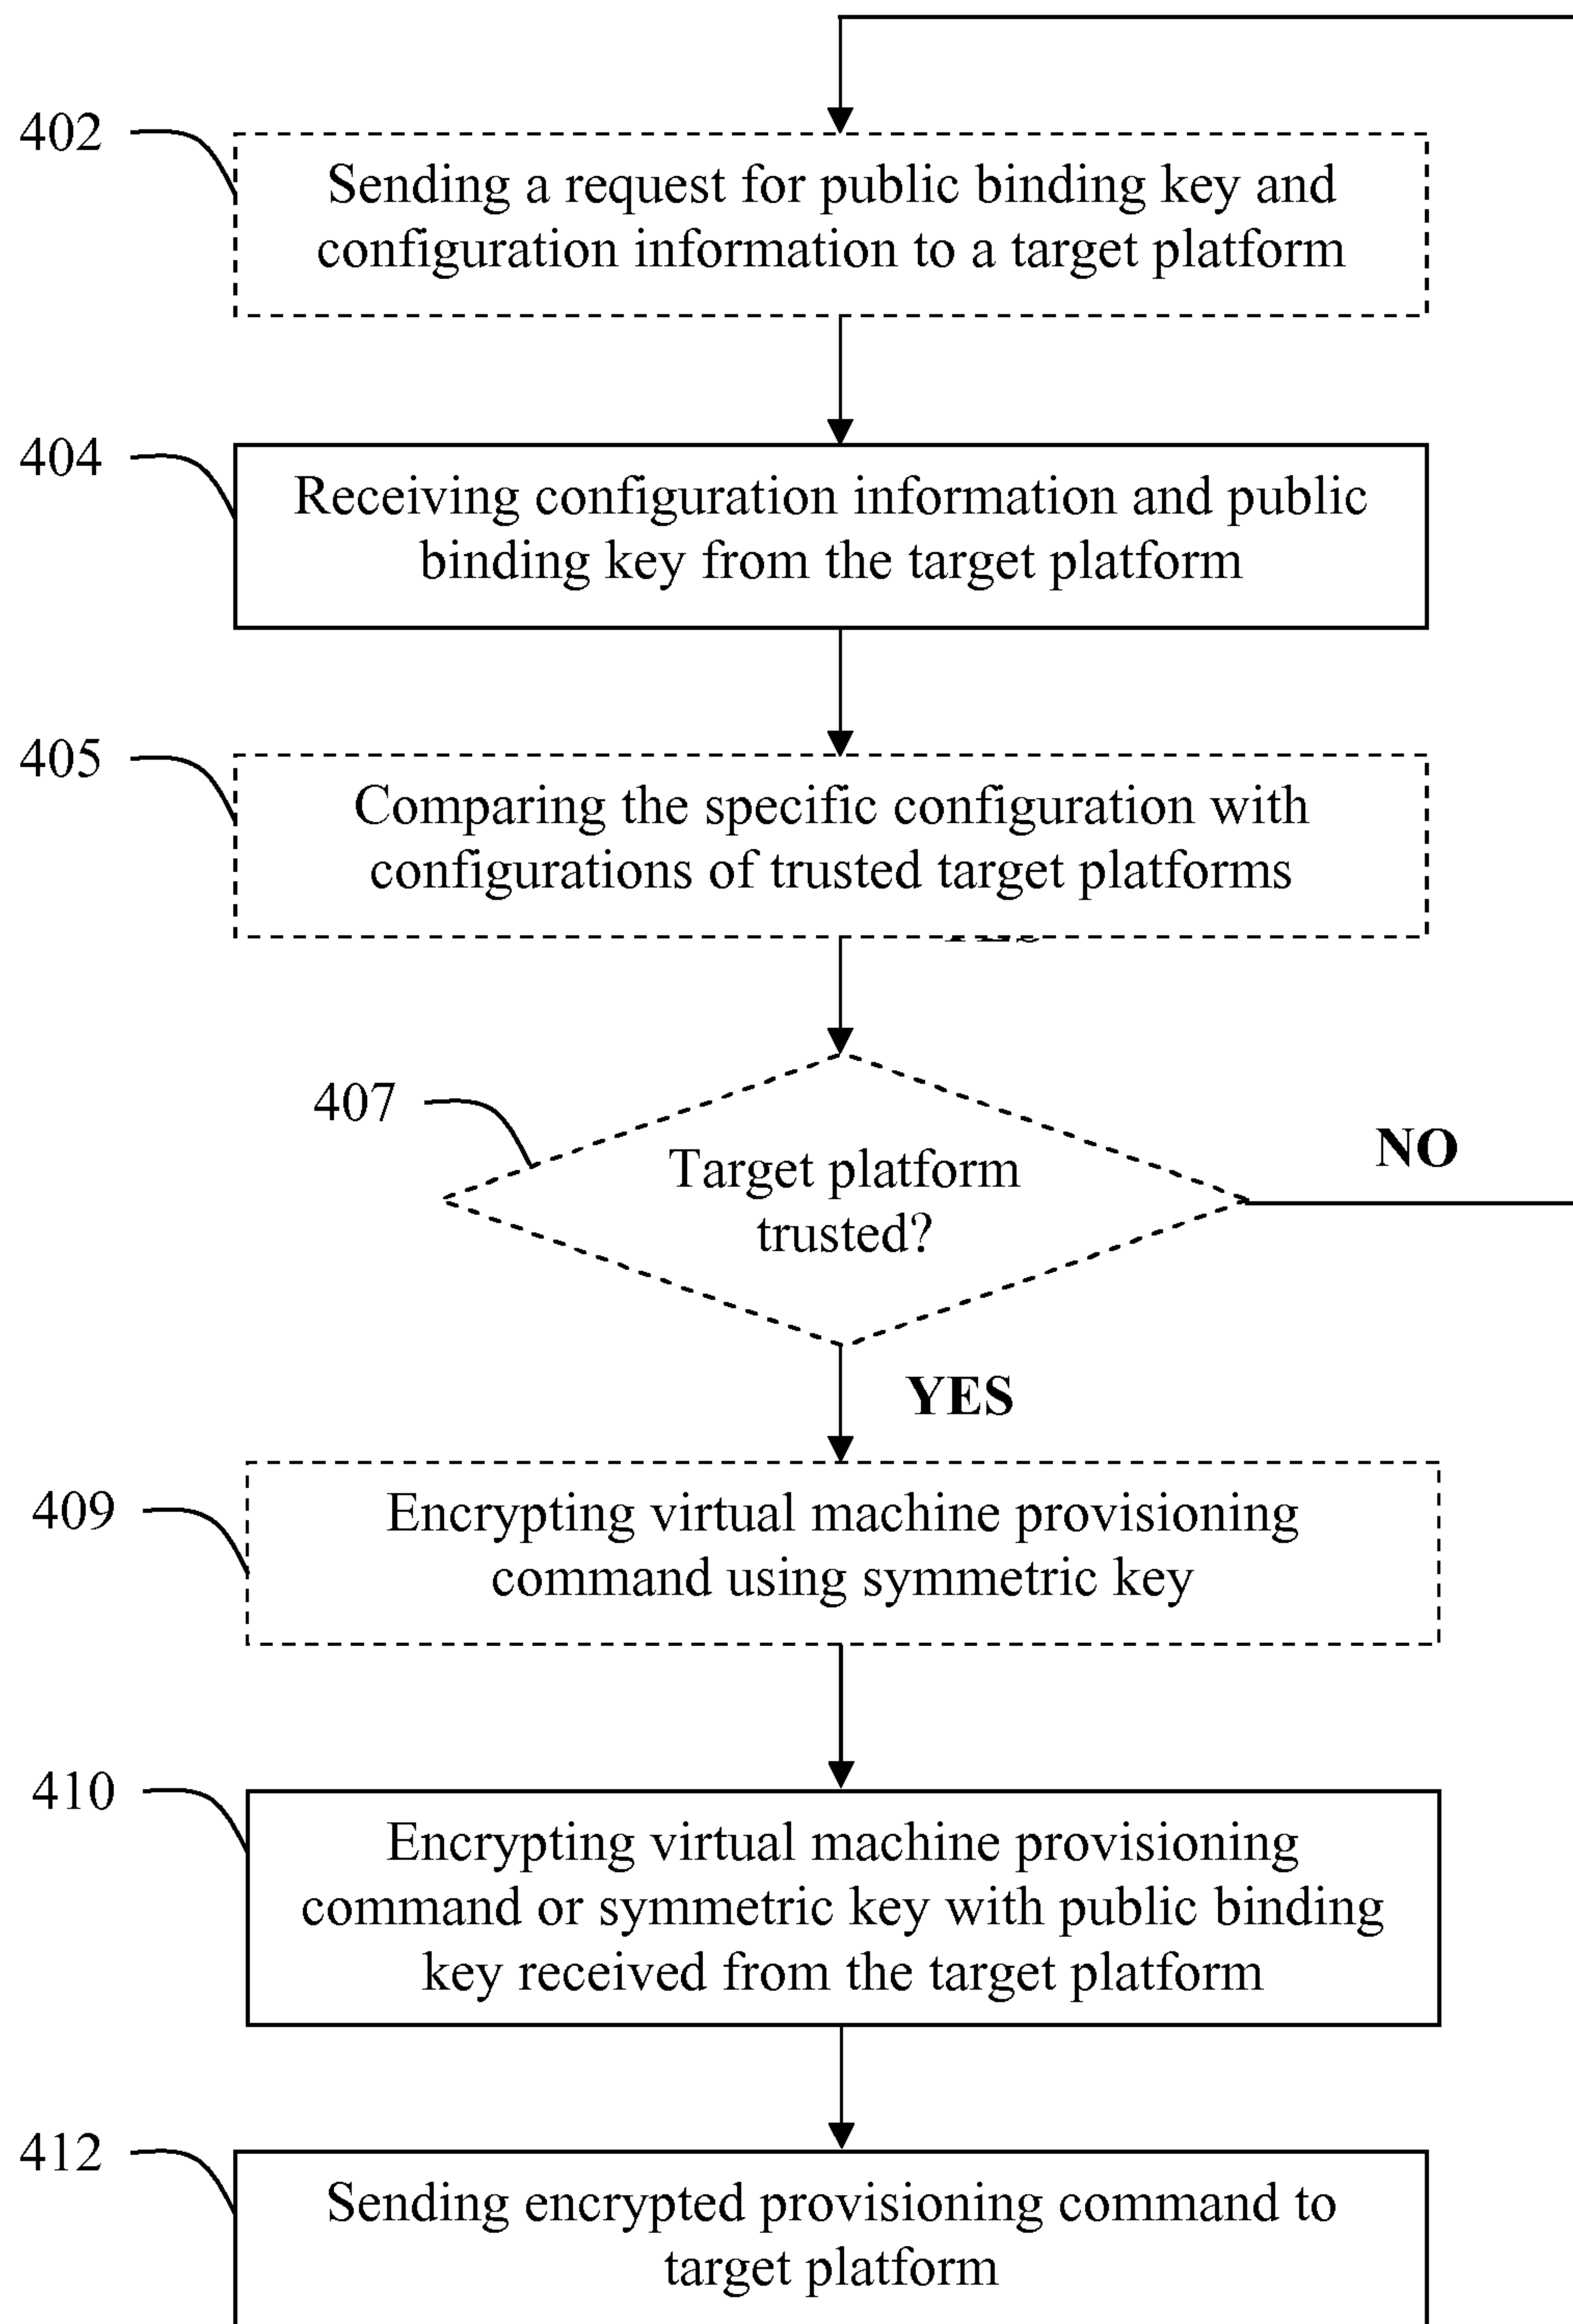 402
Sending a request for public binding key and
configuration information to a target platform
404
Receiving configuration information and public
binding key from the target platform
405
Comparing the specific configuration with
configurations of trusted target platforms
407
Target platform
trusted?
NO
YES
409
Encrypting virtual machine provisioning
command using symmetric key
410
Encrypting virtual machine provisioning
command or symmetric key with public binding
key received from the target platform
412
Sending encrypted provisioning command to
target platform